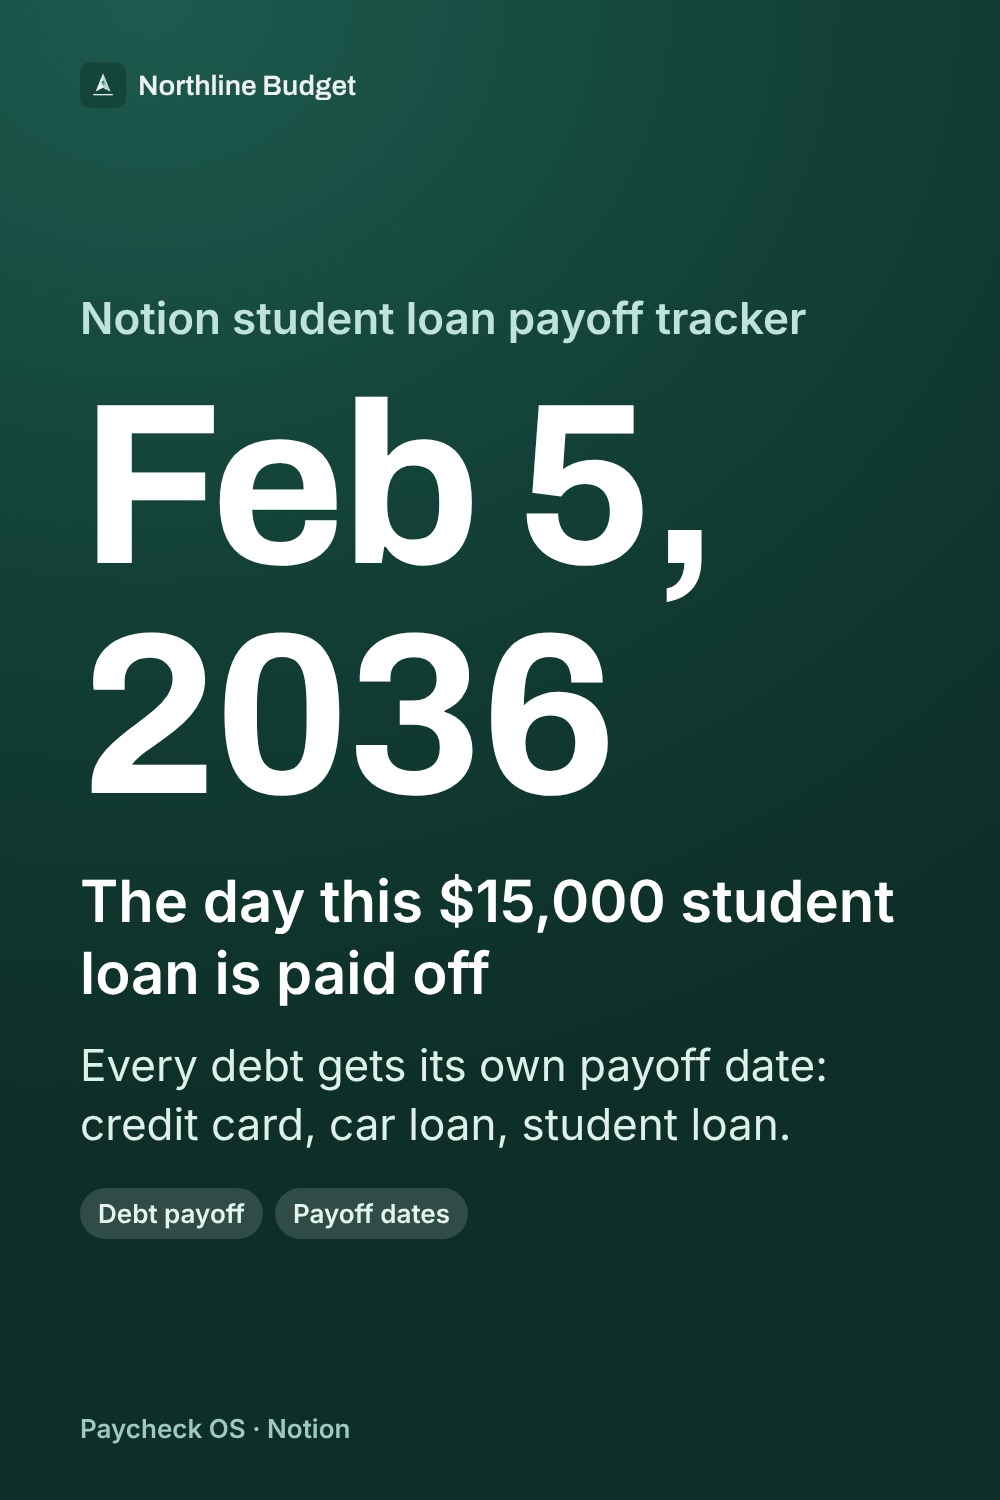 Northline Budget
Notion student loan payoff tracker
Feb 5,
2036
The day this $15,000 student
loan is paid off
Every debt gets its own payoff date:
credit card, car loan, student loan.
Debt payoff
Payoff dates
Paycheck OS · Notion